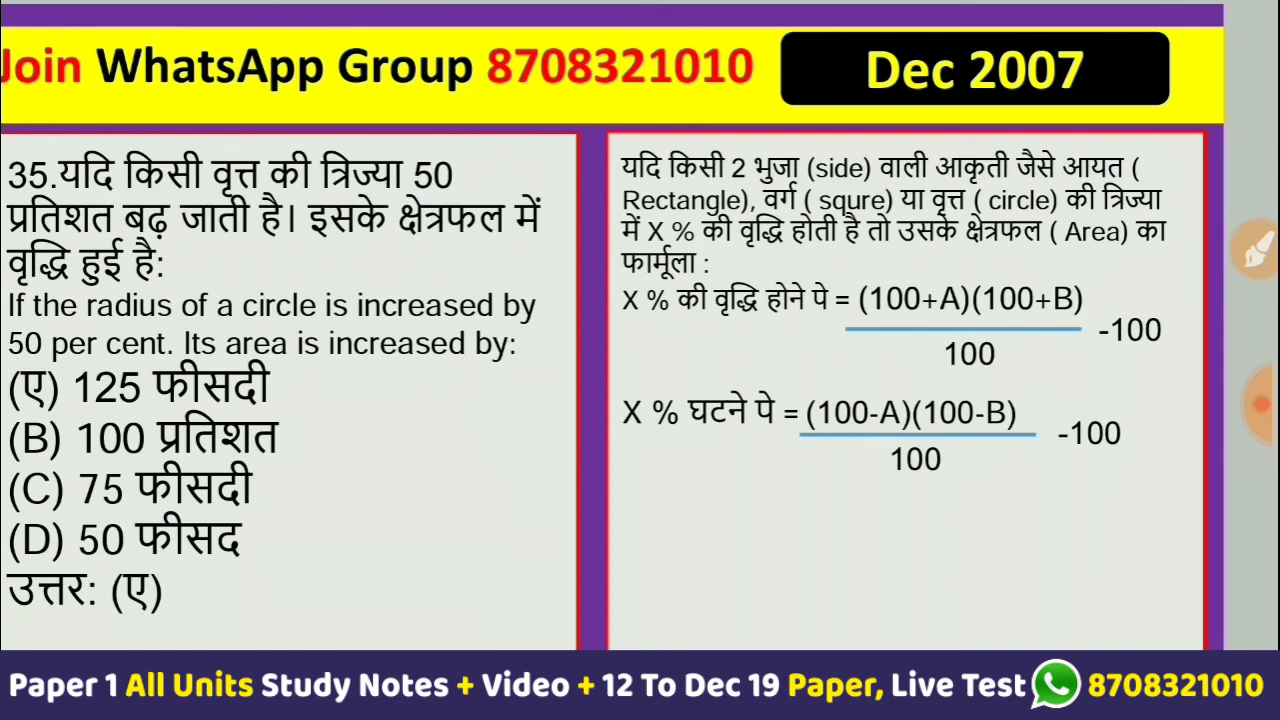 Join WhatsApp Group 8708321010
Dec 2007
35.यदि किसी वृत्त की त्रिज्या 50
प्रतिशत बढ़ जाती है। इसके क्षेत्रफल में
वृद्धि हुई है:
If the radius of a circle is increased by
50 per cent. Its area is increased by:
(ए) 125 फीसदी
(B) 100 प्रतिशत
(C) 75 फीसदी
(D) 50 फीसद
उत्तर: (ए)
यदि किसी 2 भुजा (side) वाली आकृती जैसे आयत (
Rectangle), वर्ग ( squre) या वृत्त ( circle) की त्रिज्या
में X % की वृद्धि होती है तो उसके क्षेत्रफल ( Area) का
फार्मूला :
X % की वृद्धि होने पे = (100+A)(100+B)
-100
100
X % घटने पे = (100-A)(100-B)
-100
100
Paper 1 All Units Study Notes + Video + 12 To Dec 19 Paper, Live Test 8708321010